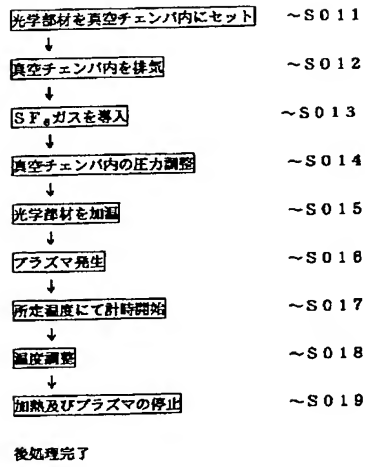 光学部材を真空チェンバ内にセット ～S011
↓
真空チェンバ内を排気 ～S012
↓
SF₆ガスを導入 ～S013
↓
真空チェンバ内の圧力調整 ～S014
↓
光学部材を加温 ～S015
↓
プラズマ発生 ～S016
↓
所定温度にて計時開始 ～S017
↓
温度調整 ～S018
↓
加熱及びプラズマの停止 ～S019
後処理完了